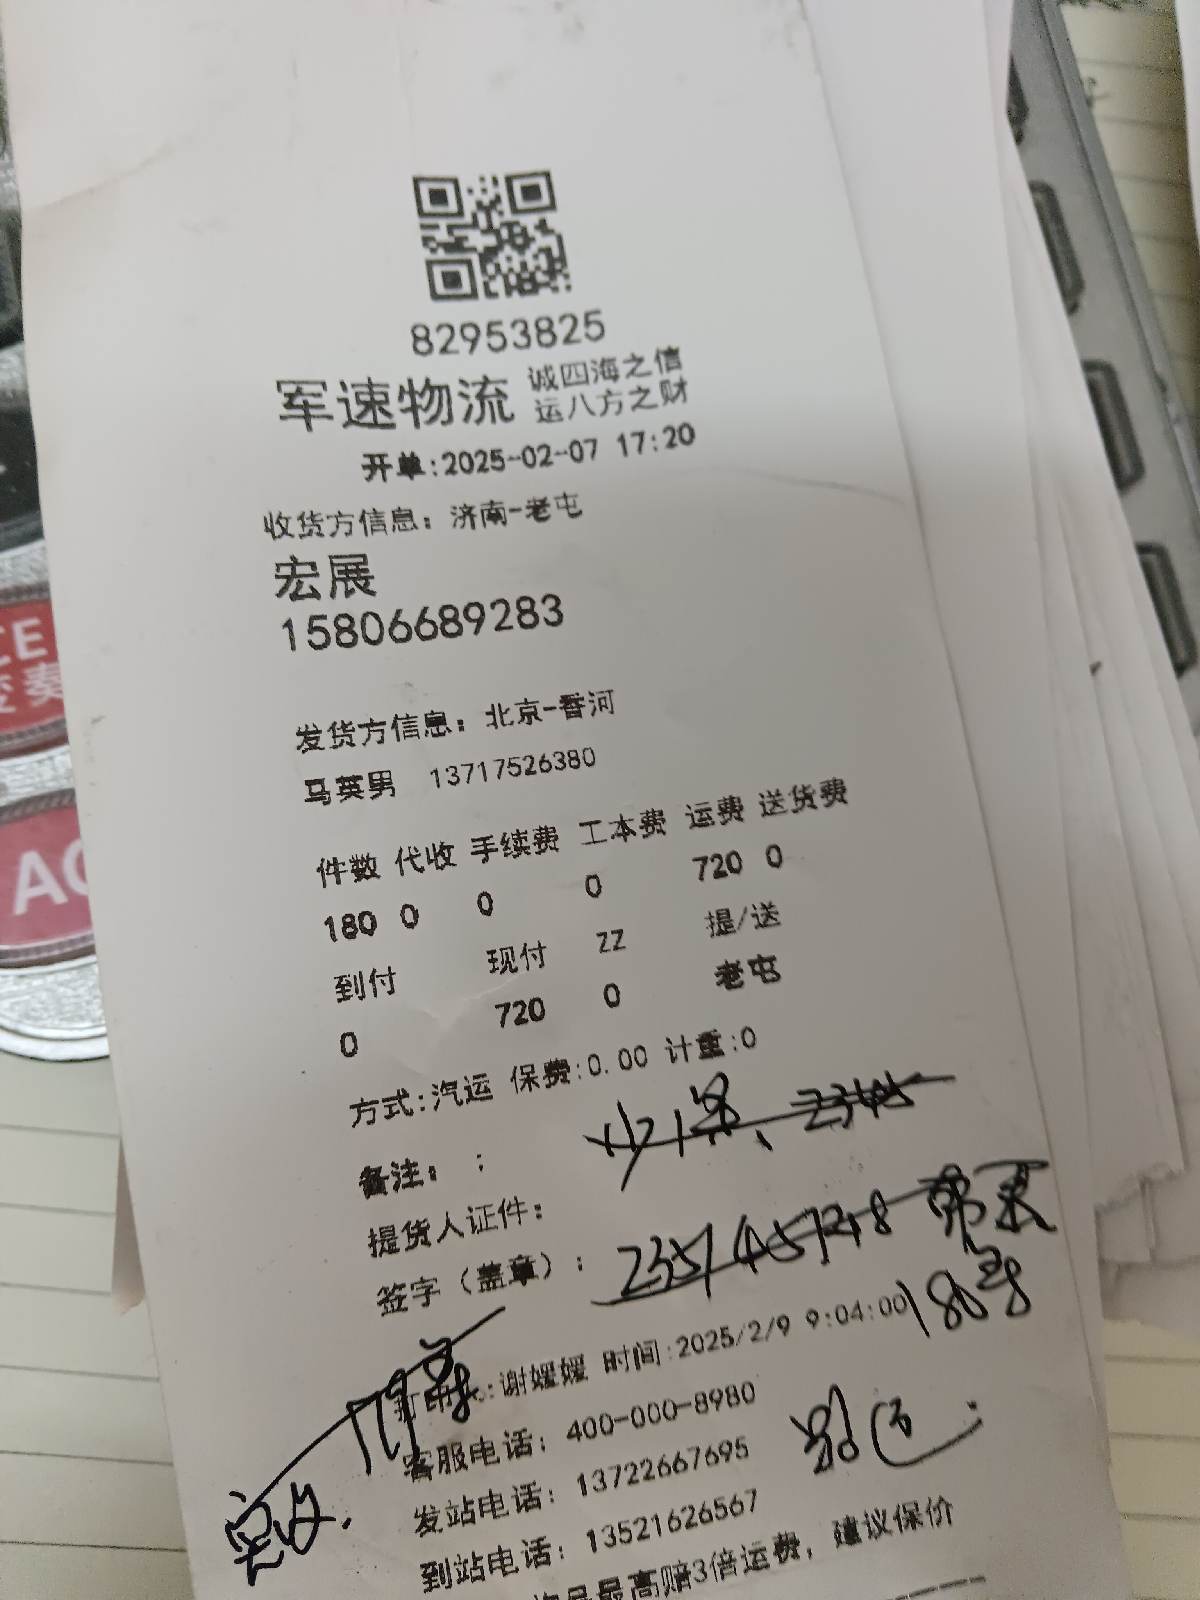 82953825
军速物流 诚四海之信
运八方之财
开单:2025-02-07 17:20
收货方信息: 济南-老屯
宏展
15806689283
发货方信息: 北京-香河
马英男 13717526380
件数 代收 手续费 工本费 运费 送货费
180 0 0 0 720 0
到付 现付 ZZ 提/送
0 720 0 老屯
方式:汽运 保费:0.00 计重:0
备注: :
提货人证件:
签字(盖章):
:谢媛媛 时间:2025/2/9 9:04:00
客服电话: 400-000-8980
发站电话: 13722667695
到站电话: 13521626567
最高赔3倍运费, 建议保价